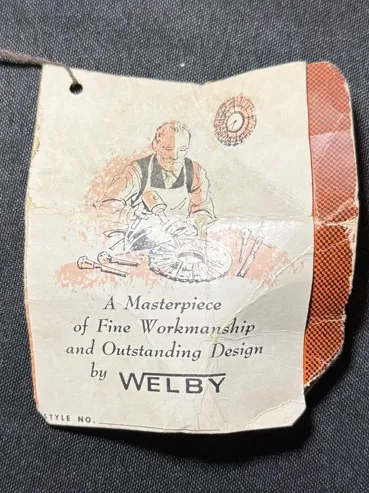 A Masterpiece
of Fine Workmanship
and Outstanding Design
by WELBY
STYLE NO.